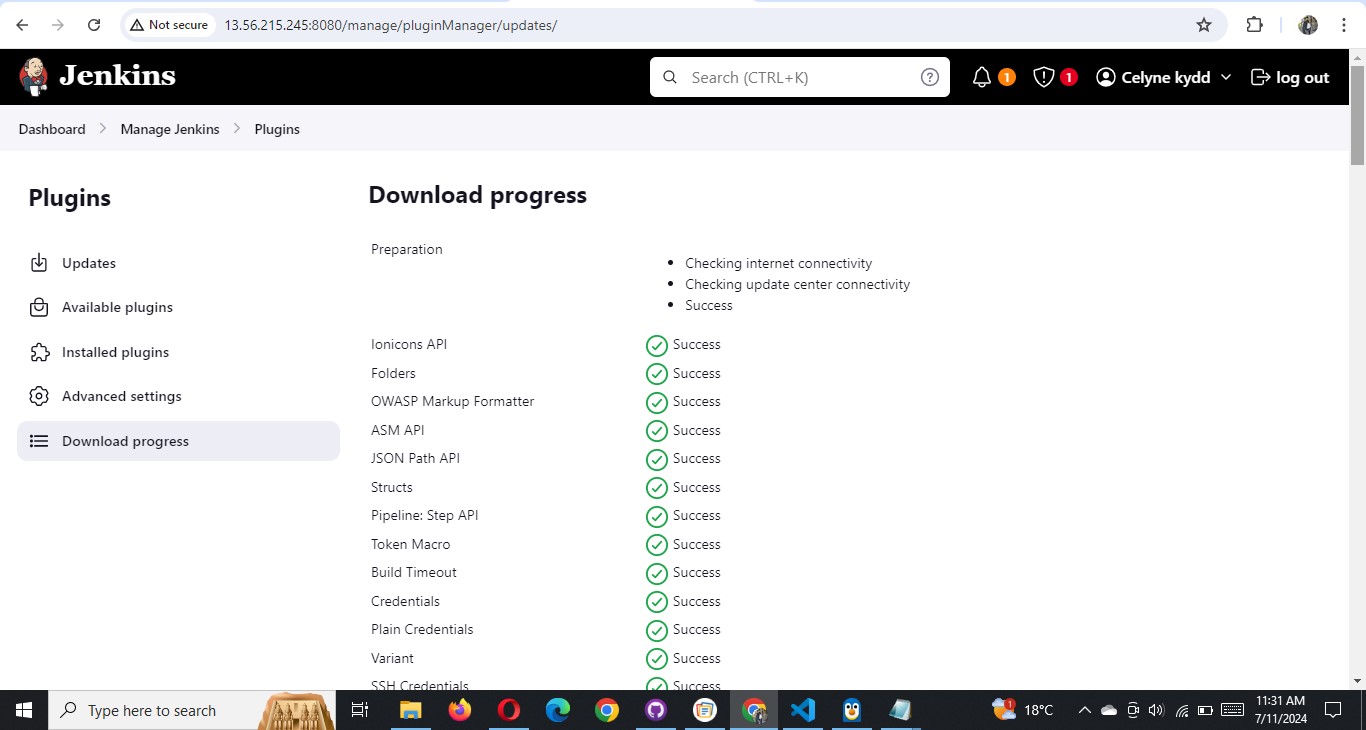 Not secure 13.56.215.245:8080/manage/pluginManager/updates/
Jenkins Search (CTRL+K) ? 1 1 Celyne kydd log out
Dashboard Manage Jenkins Plugins
Plugins
Updates
Available plugins
Installed plugins
Advanced settings
Download progress
Download progress
Preparation
Checking internet connectivity
Checking update center connectivity
Success
Ionicons API Success
Folders Success
OWASP Markup Formatter Success
ASM API Success
JSON Path API Success
Structs Success
Pipeline: Step API Success
Token Macro Success
Build Timeout Success
Credentials Success
Plain Credentials Success
Variant Success
SSH Credentials Success
Type here to search 1 18°C 11:31 AM
7/11/2024